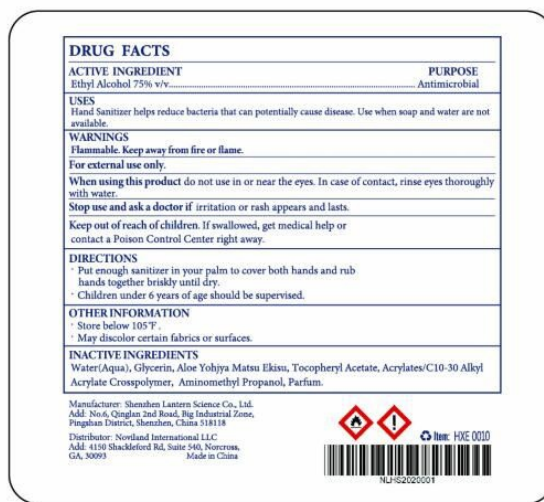 DRUG FACTS
ACTIVE INGREDIENT PURPOSE
Ethyl Alcohol 75% v/v........ Antimicrobial
USES
Hand Sanitizer helps reduce bacteria that can potentially cause disease. Use when soap and water are not
available.
WARNINGS
Flammable. Keep away from fire or flame.
For external use only.
When using this product do not use in or near the eyes. In case of contact, rinse eyes thoroughly
with water.
Stop use and ask a doctor if irritation or rash appears and lasts.
Keep out of reach of children. If swallowed, get medical help or
contact a Poison Control Center right away.
DIRECTIONS
· Put enough sanitizer in your palm to cover both hands and rub
hands together briskly until dry.
· Children under 6 years of age should be supervised.
OTHER INFORMATION
· Store below 105°F .
· May discolor certain fabrics or surfaces.
INACTIVE INGREDIENTS
Water(Aqua), Glycerin, Aloe Yohjya Matsu Ekisu, Tocopheryl Acetate, Acrylates/C10-30 Alkyl
Acrylate Crosspolymer, Aminomethyl Propanol, Parfum.
Manufacturer: Shenzhen Lantern Science Co., Ltd.
Add: No.6, Qinglan 2nd Road, Big Industrial Zone,
Pingshan District, Shenzhen, China 518118
Distributor: Noviland International LLC
Add: 4150 Shackleford Rd, Suite 540, Norcross,
GA, 30093 Made in China
Item: HXE 0010
NLHS2020001